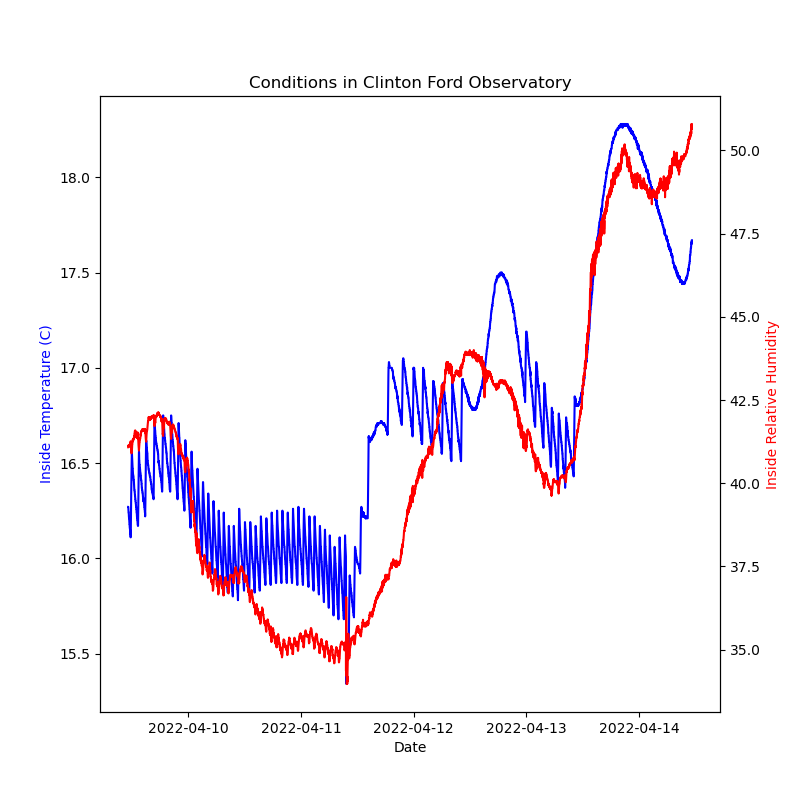 Conditions in Clinton Ford Observatory
Inside Temperature (C)
18.0
17.5
17.0
16.5
16.0
15.5
50.0
47.5
45.0
42.5
40.0
37.5
35.0
Inside Relative Humidity
2022-04-10 2022-04-11 2022-04-12 2022-04-13 2022-04-14
Date